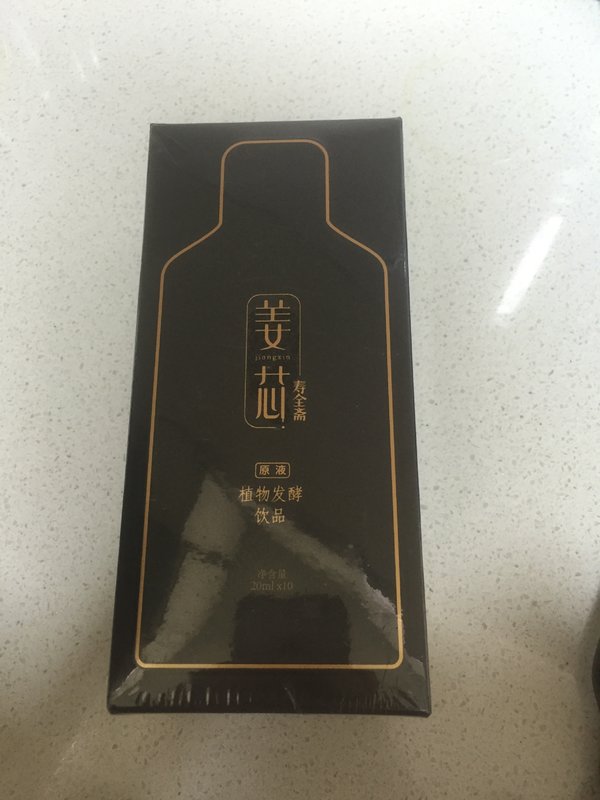 姜
jiangxin
芯
寿全斋
原液
植物发酵
饮品
净含量
20ml x10